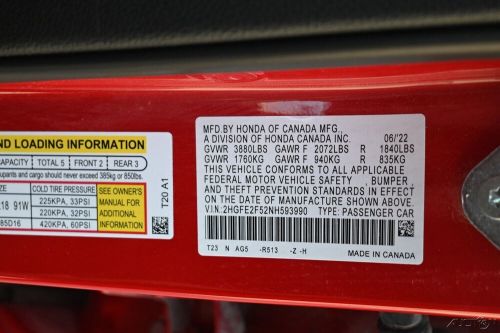 ND LOADING INFORMATION
CAPACITY TOTAL 5 FRONT 2 REAR 3
upants and cargo should never exceed 385kg or 850lbs.
SIZE COLD TIRE PRESSURE SEE OWNER'S
MANUAL FOR
ADDITIONAL
INFORMATION
R18 91W 225KPA, 33PSI
220KPA, 32PSI
85D16 420KPA, 60PSI
T20 A1
MFD.BY HONDA OF CANADA MFG.,
A DIVISION OF HONDA CANADA INC. 06/'22
GVWR 3880LBS GAWR F 2072LBS R 1840LBS
GVWR 1760KG GAWR F 940KG R 835KG
THIS VEHICLE CONFORMS TO ALL APPLICABLE
FEDERAL MOTOR VEHICLE SAFETY , BUMPER
AND THEFT PREVENTION STANDARDS IN EFFECT
ON THE DATE OF MANUFACTURE SHOWN ABOVE.
V.I.N: 2HGFE2F52NH593990 TYPE: PASSENGER CAR
T23 N AG5 -R513 -Z -H MADE IN CANADA